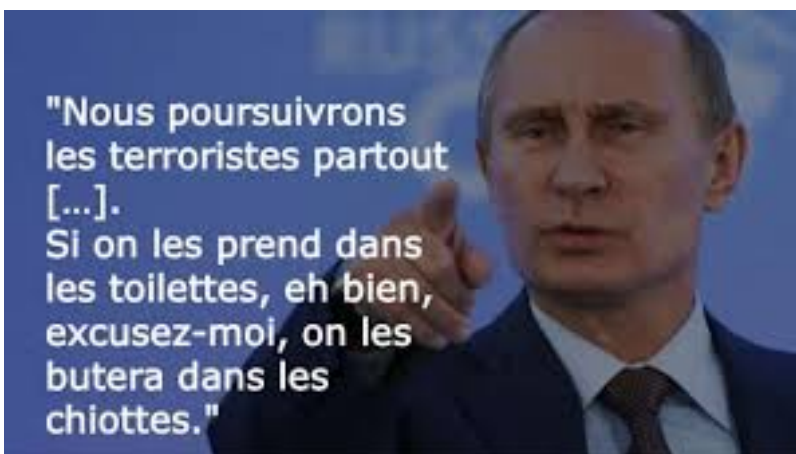 "Nous poursuivrons
les terroristes partout
[...].
Si on les prend dans
les toilettes, eh bien,
excusez-moi, on les
butera dans les
chiottes."